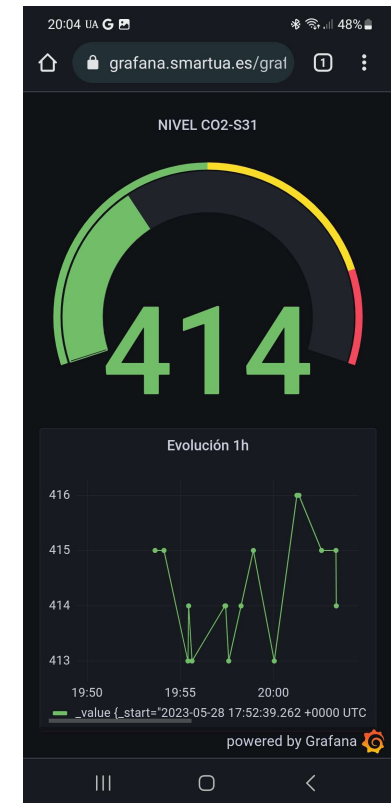 20:04 UA G 48%
grafana.smartua.es/graf 1
NIVEL CO2-S31
414
Evolución 1h
416
415
414
413
19:50 19:55 20:00
_value {_start="2023-05-28 17:52:39.262 +0000 UTC
powered by Grafana